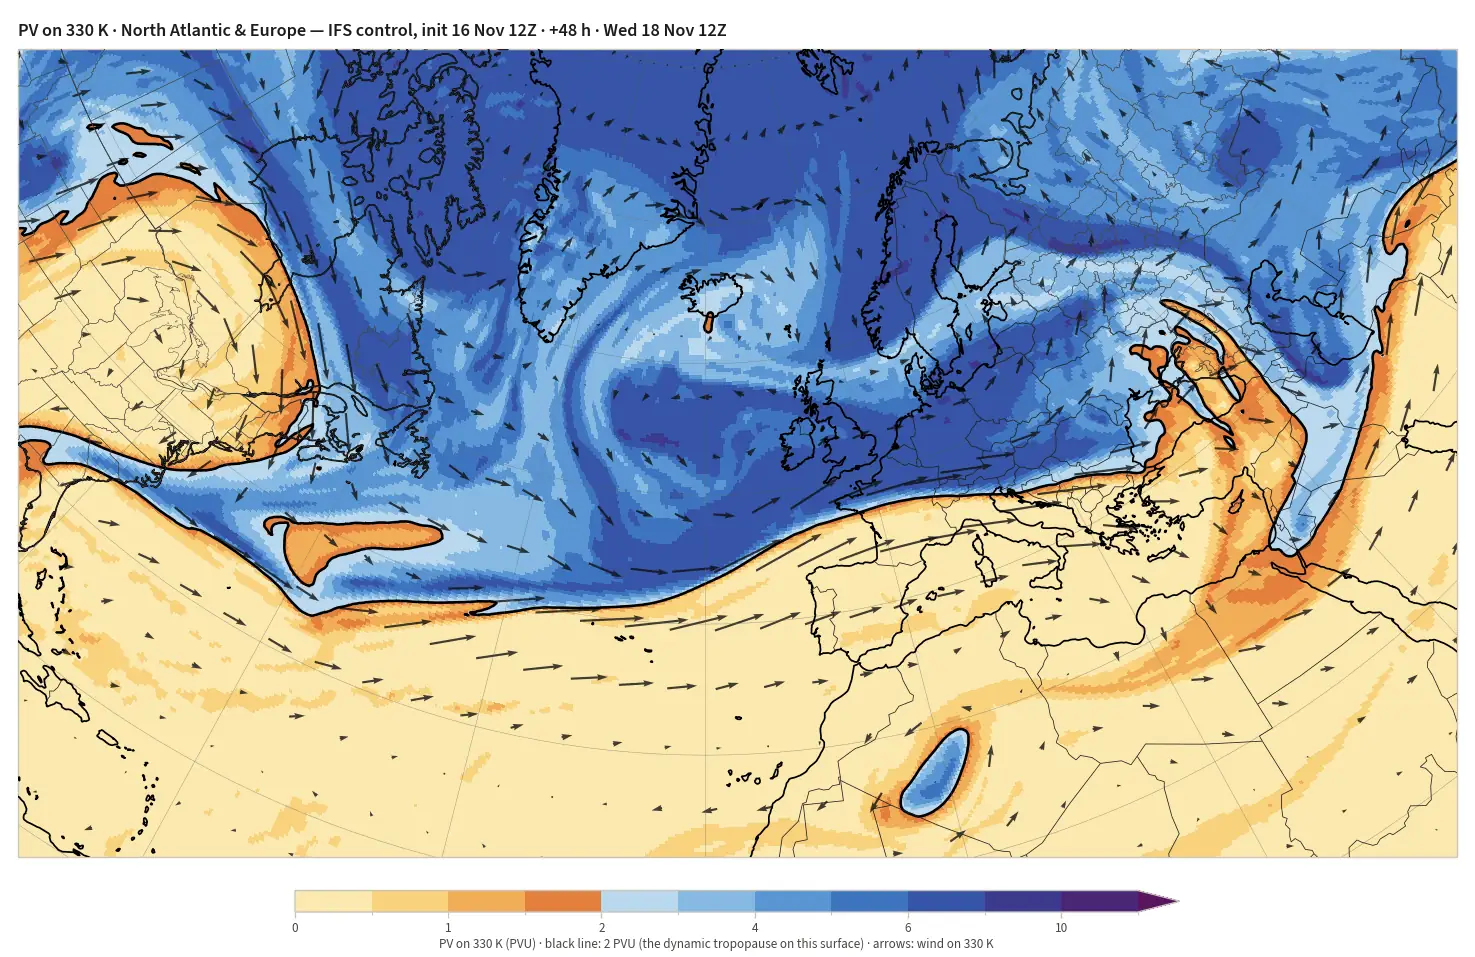 PV on 330 K · North Atlantic & Europe — IFS control, init 16 Nov 12Z · +48 h · Wed 18 Nov 12Z
0 1 2 4 6 10
PV on 330 K (PVU) · black line: 2 PVU (the dynamic tropopause on this surface) · arrows: wind on 330 K